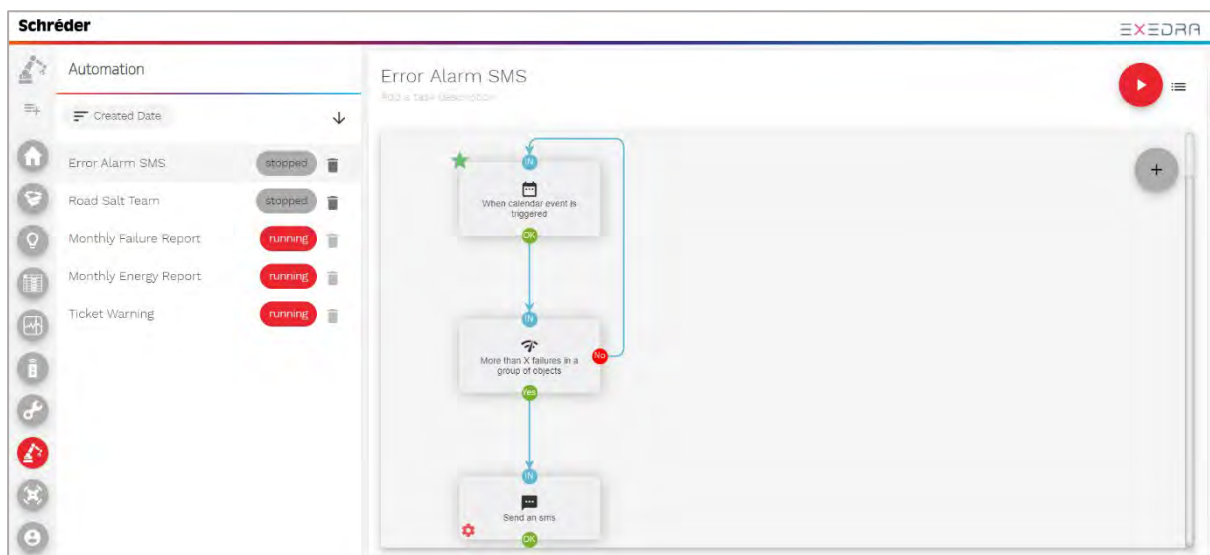 Schréder
EXEDRA
Automation
Created Date
Error Alarm SMS
stopped
Road Salt Team
stopped
Monthly Failure Report
running
Monthly Energy Report
running
Ticket Warning
running
Error Alarm SMS
Add a task description
IN
When calendar event is
triggered
OK
IN
More than X failures in a
group of objects
No
Yes
IN
Send an sms
OK